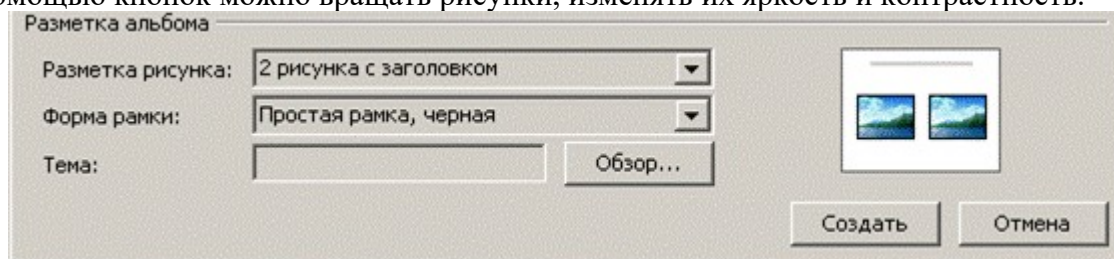 омощью кнопок можно вращать рисунки, изменять их яркость и контрастность.
Разметка альбома
Разметка рисунка: 2 рисунка с заголовком
Форма рамки: Простая рамка, черная
Тема: Обзор...
Создать Отмена